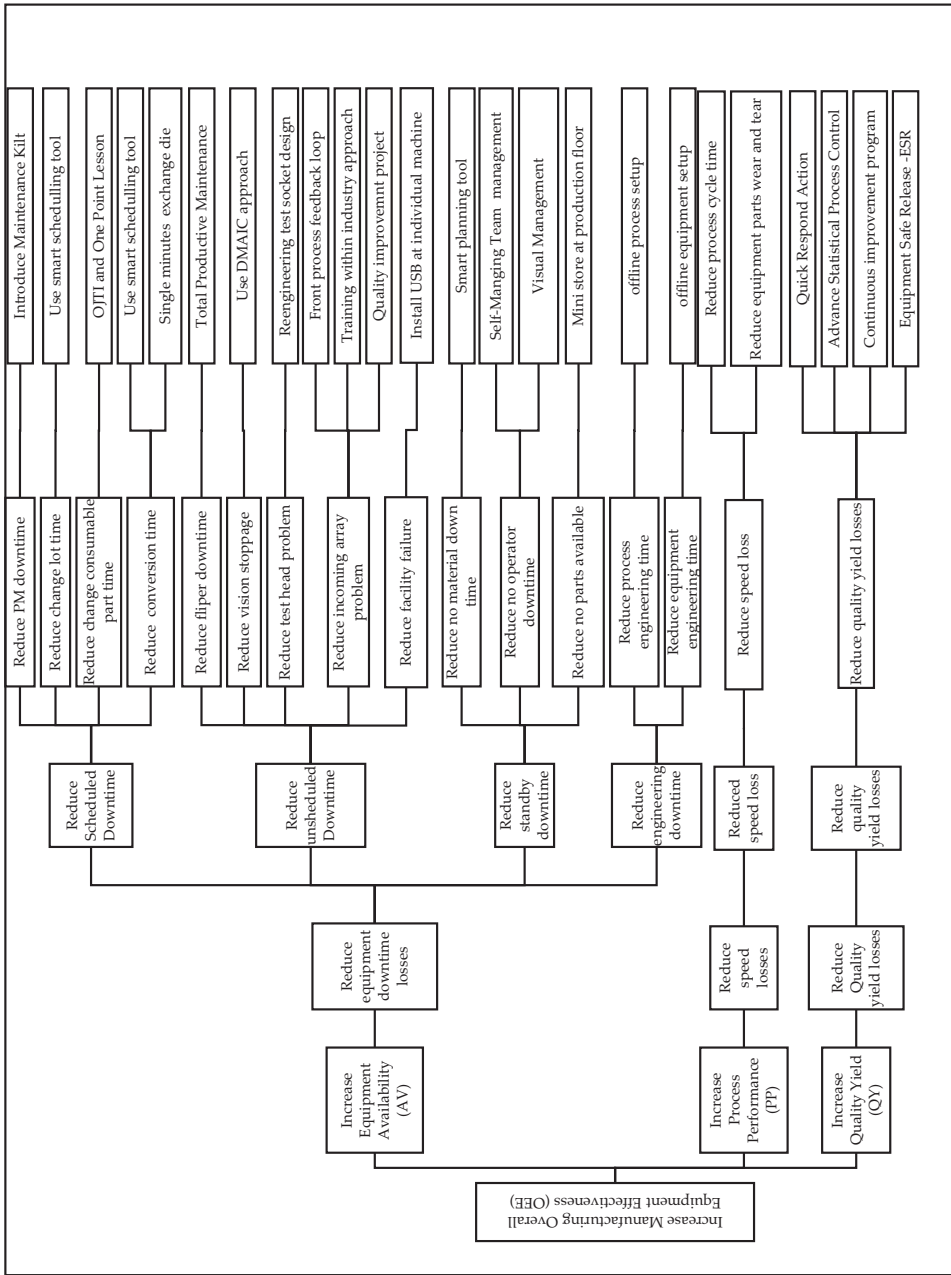 Increase Manufacturing Overall
Equipment Effectiveness (OEE)
Increase
Equipment
Availability
(AV)
Increase
Process
Performance
(PP)
Increase
Quality Yield
(QY)
Reduce
equipment
downtime
losses
Reduce
speed
losses
Reduce
Quality
yield losses
Reduce
Scheduled
Downtime
Reduce
unsheduled
Downtime
Reduce
standby
downtime
Reduce
engineering
downtime
Reduced
speed loss
Reduce
quality
yield losses
Reduce PM downtime
Reduce change lot time
Reduce change consumable
part time
Reduce conversion time
Reduce fliper downtime
Reduce vision stoppage
Reduce test head problem
Reduce incoming array
problem
Reduce facility failure
Reduce no material down
time
Reduce no operator
downtime
Reduce no parts available
Reduce process
engineering time
Reduce equipment
engineering time
Reduce speed loss
Reduce quality yield losses
Introduce Maintenance Kilt
Use smart schedulling tool
OJTI and One Point Lesson
Use smart schedulling tool
Single minutes exchange die
Total Productive Maintenance
Use DMAIC approach
Reengineering test socket design
Front process feedback loop
Training within industry approach
Quality improvemnt project
Install USB at individual machine
Smart planning tool
Self-Manging Team management
Visual Management
Mini store at production floor
offline process setup
offline equipment setup
Reduce process cycle time
Reduce equipment parts wear and tear
Quick Respond Action
Advance Statistical Process Control
Continuous improvement program
Equipment Safe Release -ESR